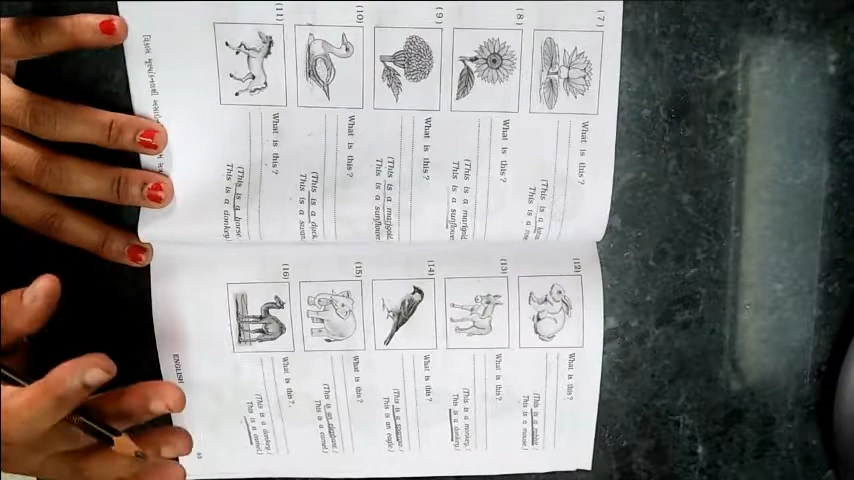 (7)
What is this?
(This is a lotus
This is a
(8)
What is this?
(This is a marigold
This is a sunflower
(9)
What is this?
(This is a marigold
This is a sunflower
(10)
What is this?
(This is a duck.
This is a swan
(11)
What is this?
(This is a horse
This is a donkey
(12)
What is this?
(This is a rabbit
This is a mouse.)
(13)
What is this?
(This is a monkey.
This is a donkey.)
(14)
What is this?
(This is a sparrow
This is an eagle.)
(15)
What is this?
(This is an elephant.
This is a camel.)
(16)
What is this?
(This is a donkey.
This is a camel.)
ENGLISH